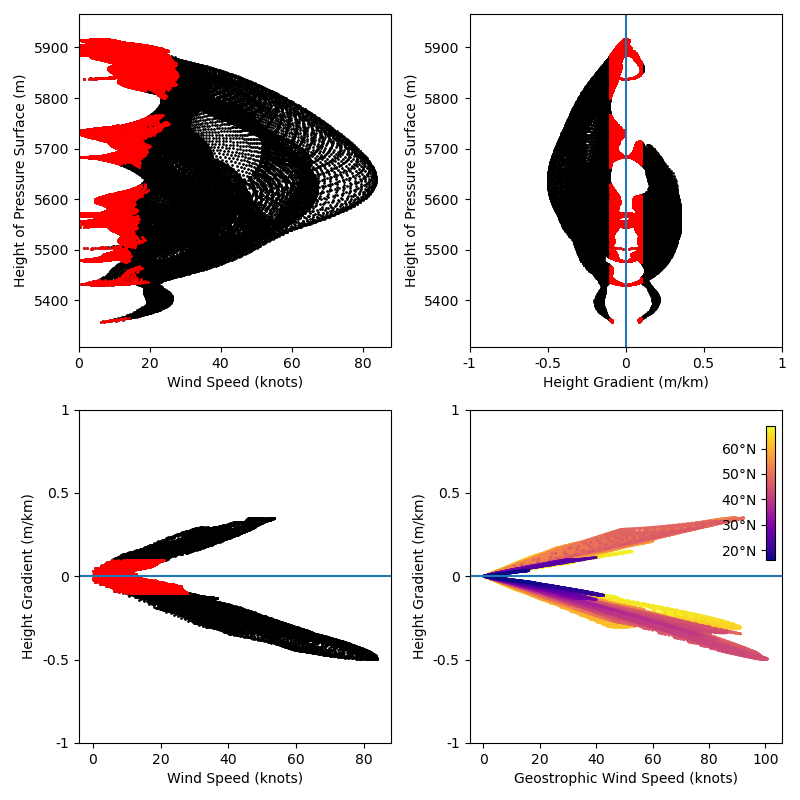 5900
5800
5700
5600
5500
5400
Height of Pressure Surface (m)
0 20 40 60 80
Wind Speed (knots)
5900
5800
5700
5600
5500
5400
Height of Pressure Surface (m)
-1 -0.5 0 0.5 1
Height Gradient (m/km)
1
0.5
0
-0.5
-1
Height Gradient (m/km)
0 20 40 60 80
Wind Speed (knots)
1
0.5
0
-0.5
-1
Height Gradient (m/km)
60°N
50°N
40°N
30°N
20°N
0 20 40 60 80 100
Geostrophic Wind Speed (knots)